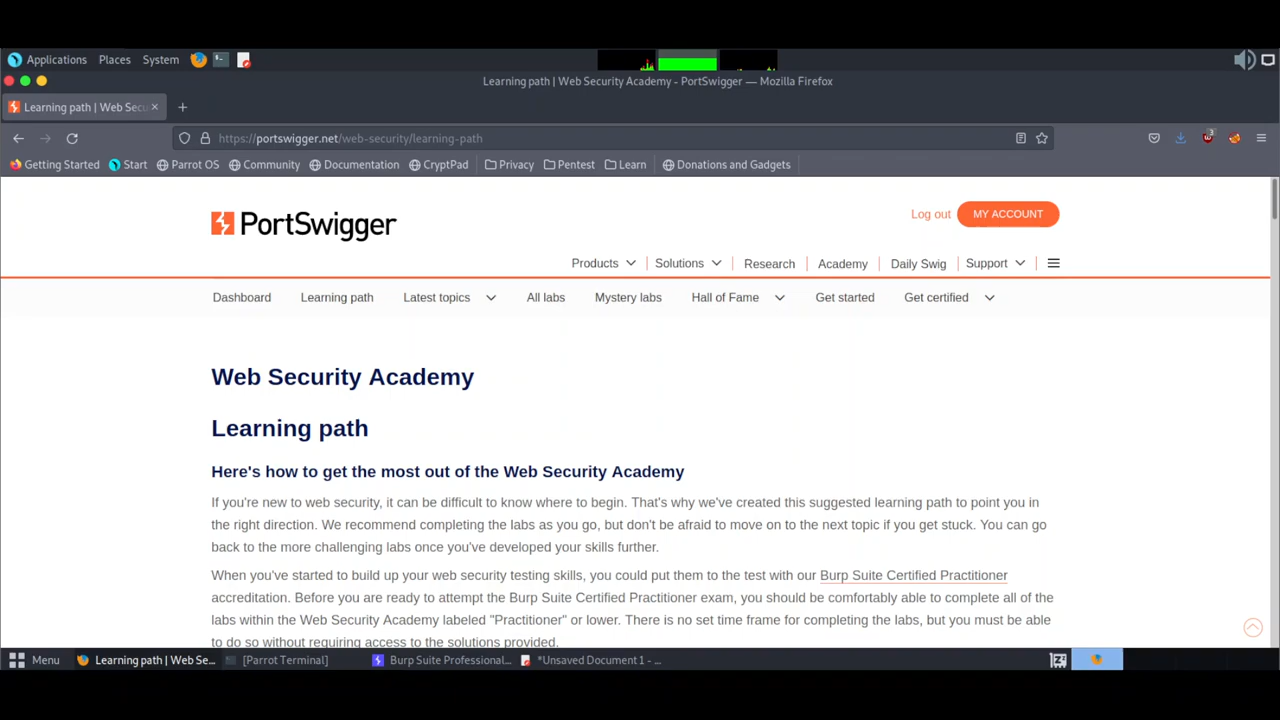 Applications Places System
Learning path | Web Security Academy - PortSwigger — Mozilla Firefox
Learning path | Web Secu
https://portswigger.net/web-security/learning-path
3
Getting Started Start Parrot OS Community Documentation CryptPad Privacy Pentest Learn Donations and Gadgets
PortSwigger
Log out MY ACCOUNT
Products Solutions Research Academy Daily Swig Support
Dashboard Learning path Latest topics All labs Mystery labs Hall of Fame Get started Get certified
Web Security Academy
Learning path
Here's how to get the most out of the Web Security Academy
If you're new to web security, it can be difficult to know where to begin. That's why we've created this suggested learning path to point you in
the right direction. We recommend completing the labs as you go, but don't be afraid to move on to the next topic if you get stuck. You can go
back to the more challenging labs once you've developed your skills further.
When you've started to build up your web security testing skills, you could put them to the test with our Burp Suite Certified Practitioner
accreditation. Before you are ready to attempt the Burp Suite Certified Practitioner exam, you should be comfortably able to complete all of the
labs within the Web Security Academy labeled "Practitioner" or lower. There is no set time frame for completing the labs, but you must be able
to do so without requiring access to the solutions provided.
Menu Learning path | Web Se... [Parrot Terminal] Burp Suite Professional... *Unsaved Document 1 - ...